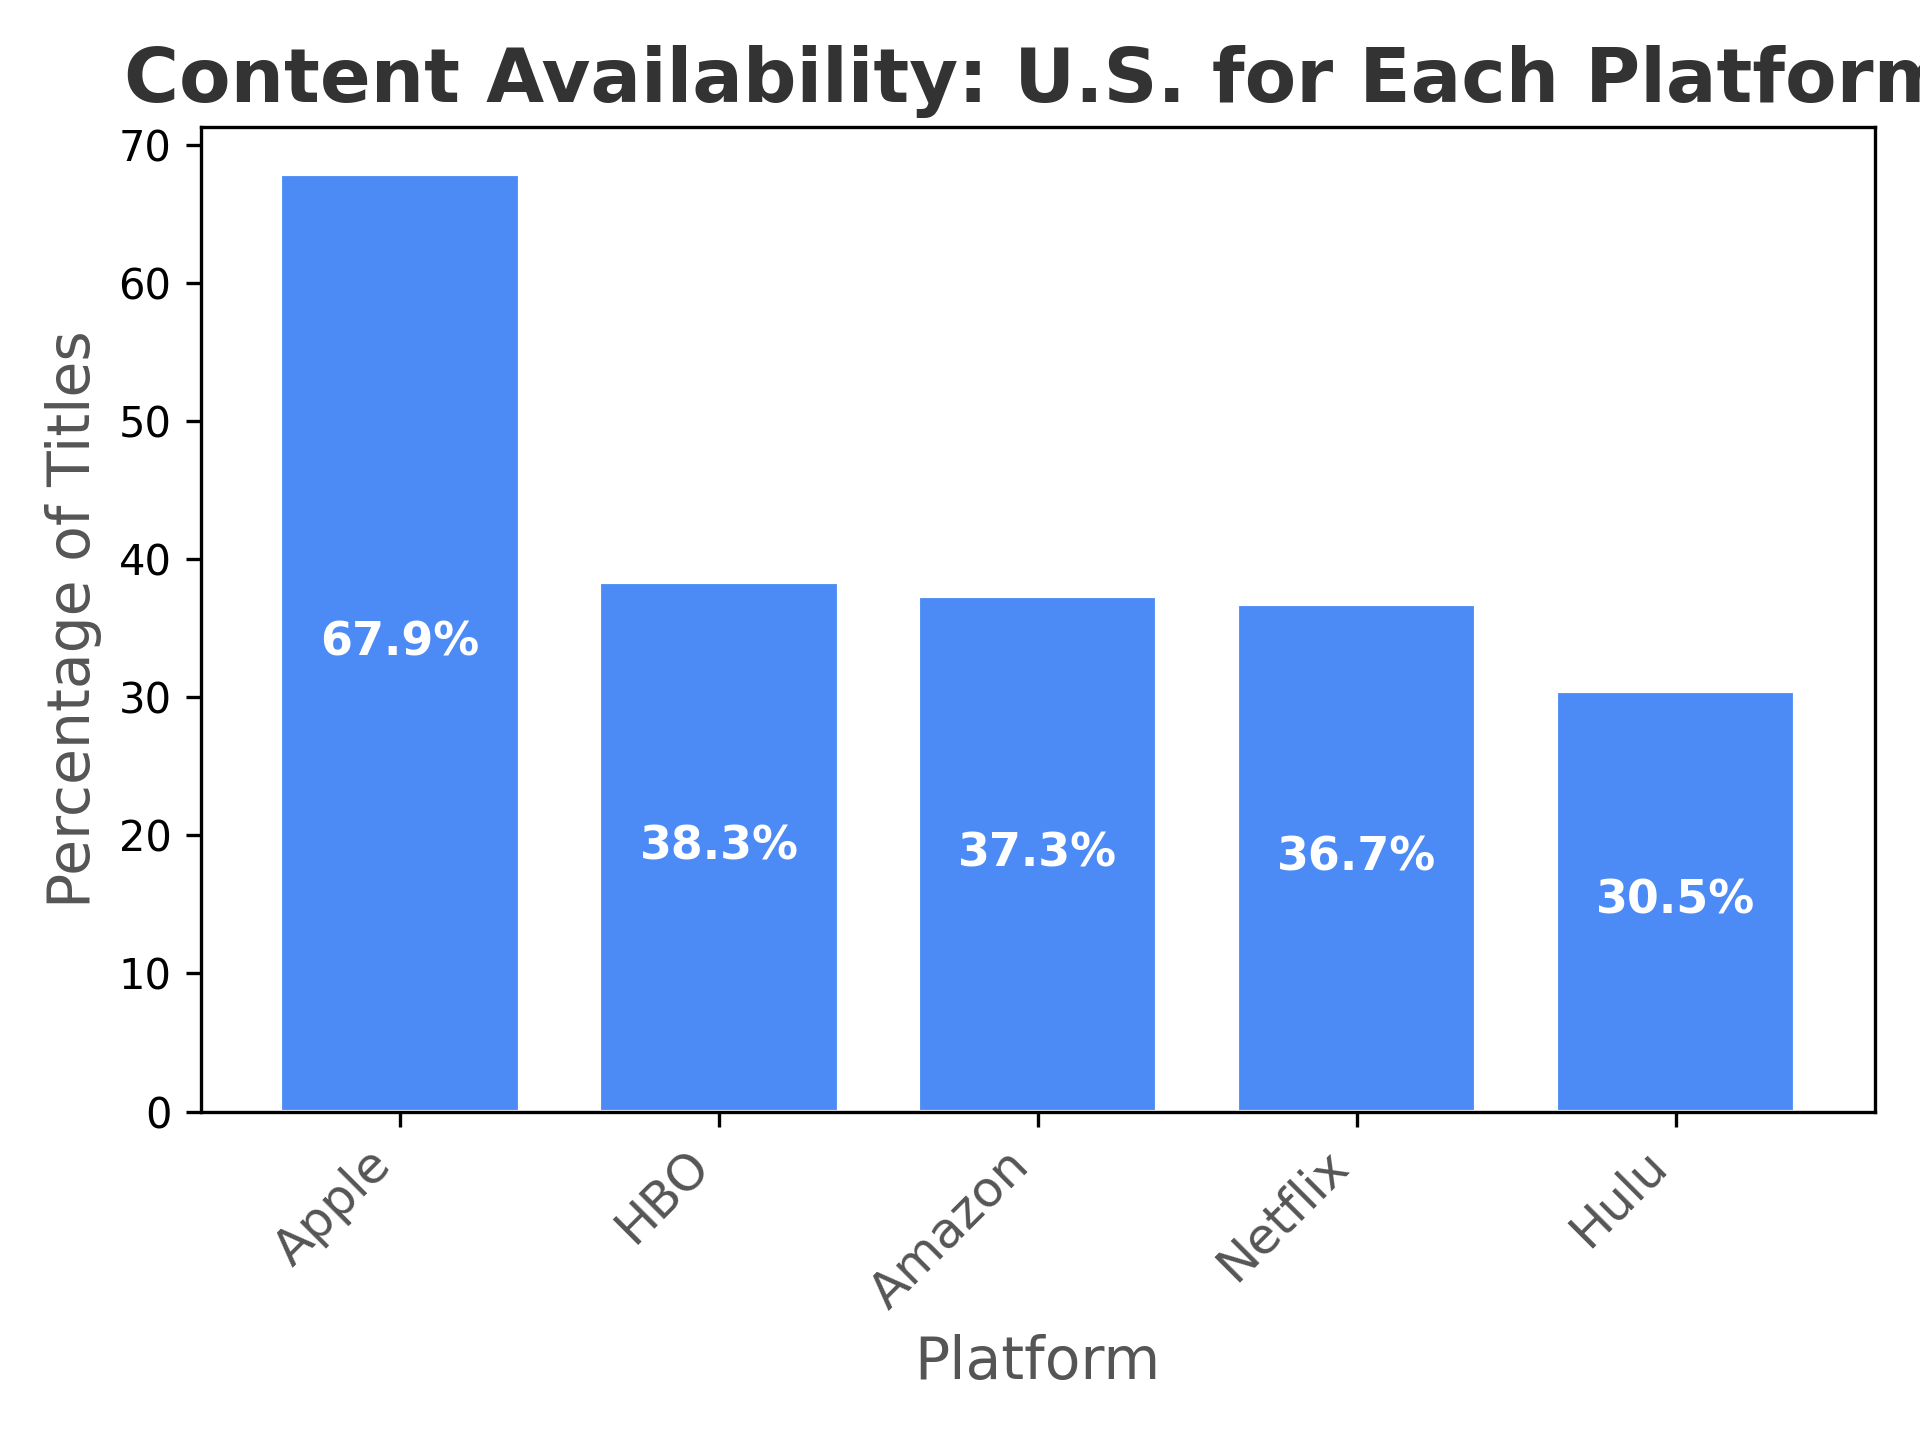 Content Availability: U.S. for Each Platform
70
60
50
40
30
20
10
0
Percentage of Titles
67.9%
38.3%
37.3%
36.7%
30.5%
Apple
HBO
Amazon
Netflix
Hulu
Platform